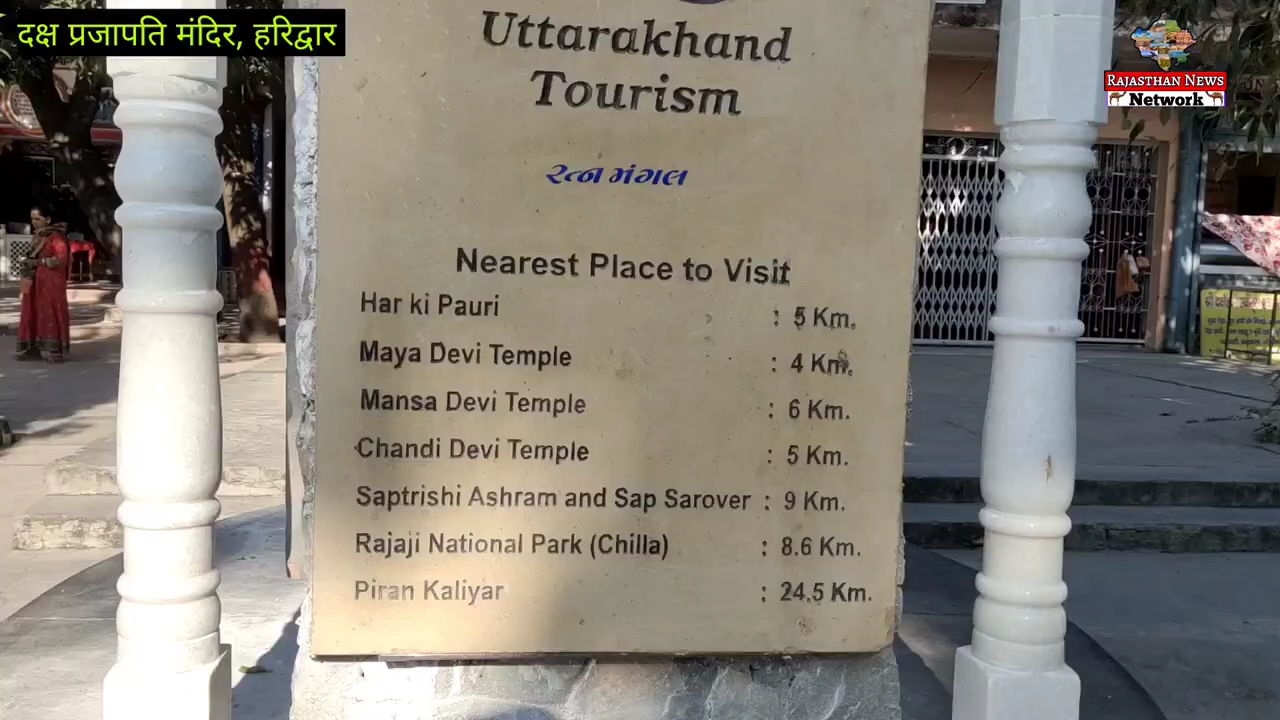 दक्ष प्रजापति मंदिर, हरिद्वार
RAJASTHAN NEWS
Network
Uttarakhand
Tourism
રત્ન મંગલ
Nearest Place to Visit
Har ki Pauri : 5 Km.
Maya Devi Temple : 4 Km.
Mansa Devi Temple : 6 Km.
Chandi Devi Temple : 5 Km.
Saptrishi Ashram and Sap Sarover : 9 Km.
Rajaji National Park (Chilla) : 8.6 Km.
Piran Kaliyar : 24.5 Km.